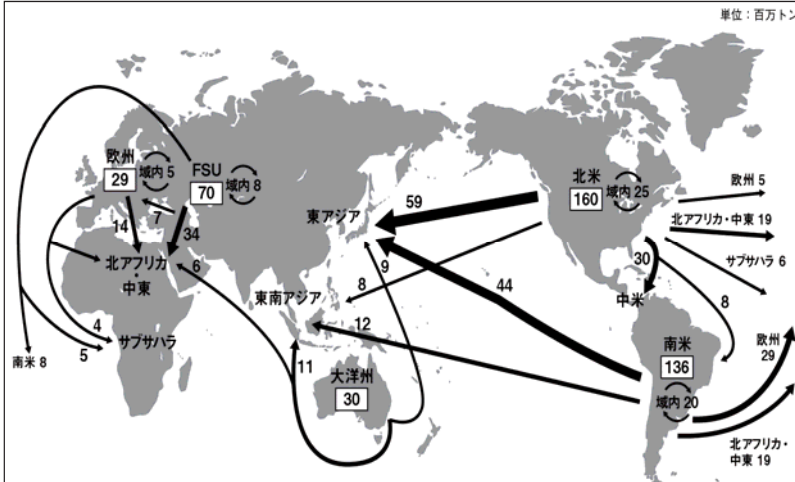 単位:百万トン
欧州
29
域内 5
FSU
70
域内 8
7
14
34
北アフリカ
・
中東
6
4
5
サブサハラ
南米 8
東アジア
59
9
東南アジア
8
44
12
11
大洋州
30
北米
160
域内 25
欧州 5
北アフリカ・中東 19
サブサハラ 6
30
中米
8
南米
136
域内 20
欧州
29
北アフリカ・
中東 19